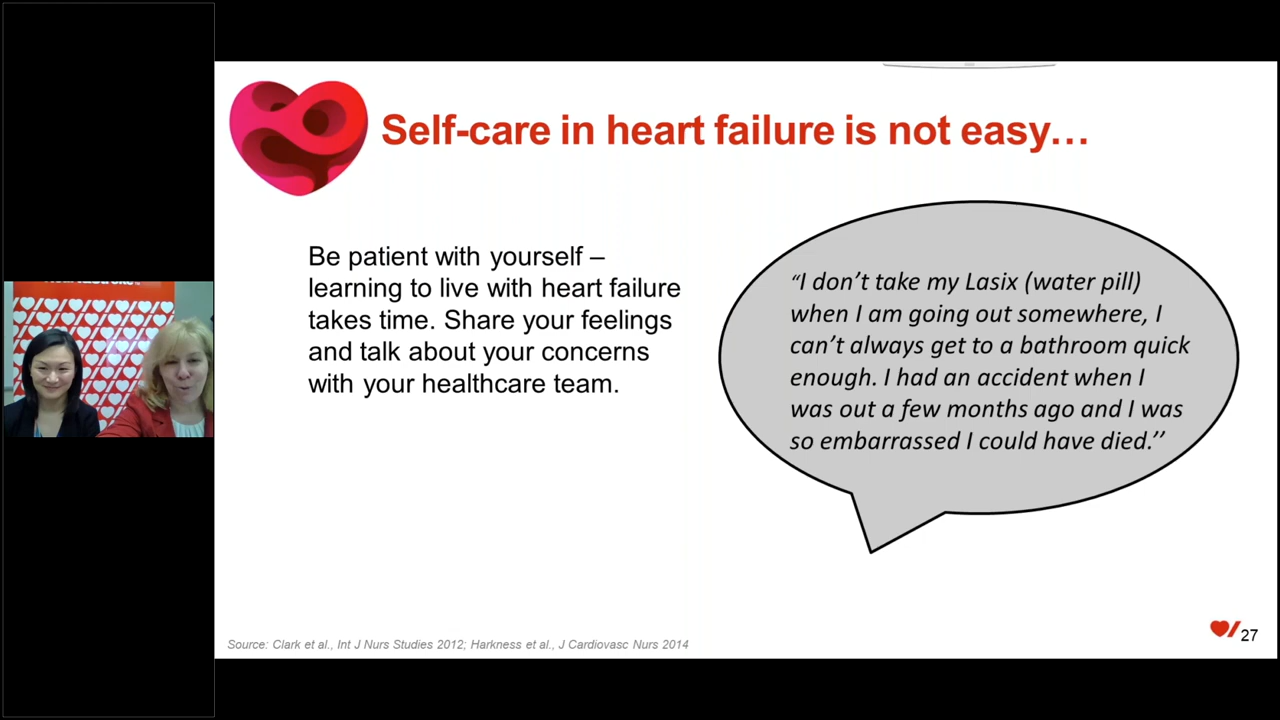 Self-care in heart failure is not easy…
Be patient with yourself –
learning to live with heart failure
takes time. Share your feelings
and talk about your concerns
with your healthcare team.
“I don’t take my Lasix (water pill)
when I am going out somewhere, I
can’t always get to a bathroom quick
enough. I had an accident when I
was out a few months ago and I was
so embarrassed I could have died.’’
Source: Clark et al., Int J Nurs Studies 2012; Harkness et al., J Cardiovasc Nurs 2014
27